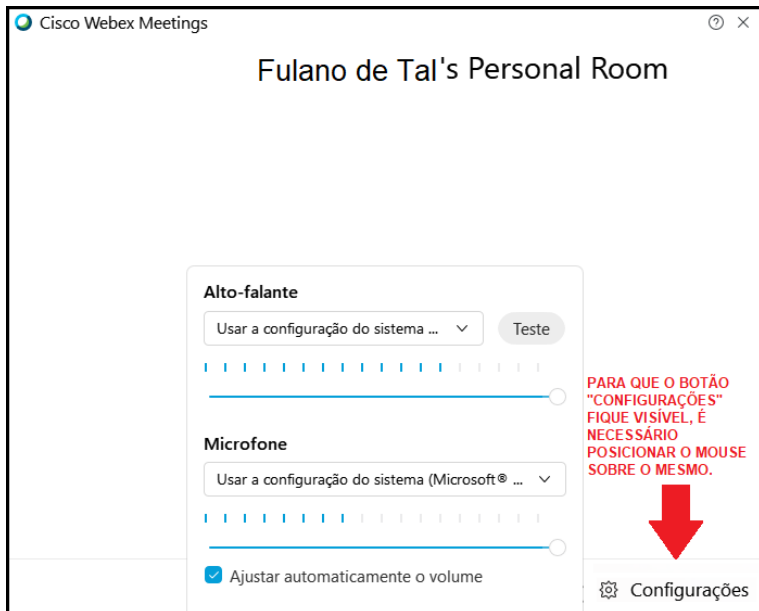 Cisco Webex Meetings
Fulano de Tal's Personal Room
Alto-falante
Usar a configuração do sistema ...
Teste
PARA QUE O BOTÃO
"CONFIGURAÇÕES"
FIQUE VISÍVEL, É
NECESSÁRIO
POSICIONAR O MOUSE
SOBRE O MESMO.
Microfone
Usar a configuração do sistema (Microsoft® ...
Ajustar automaticamente o volume
Configurações